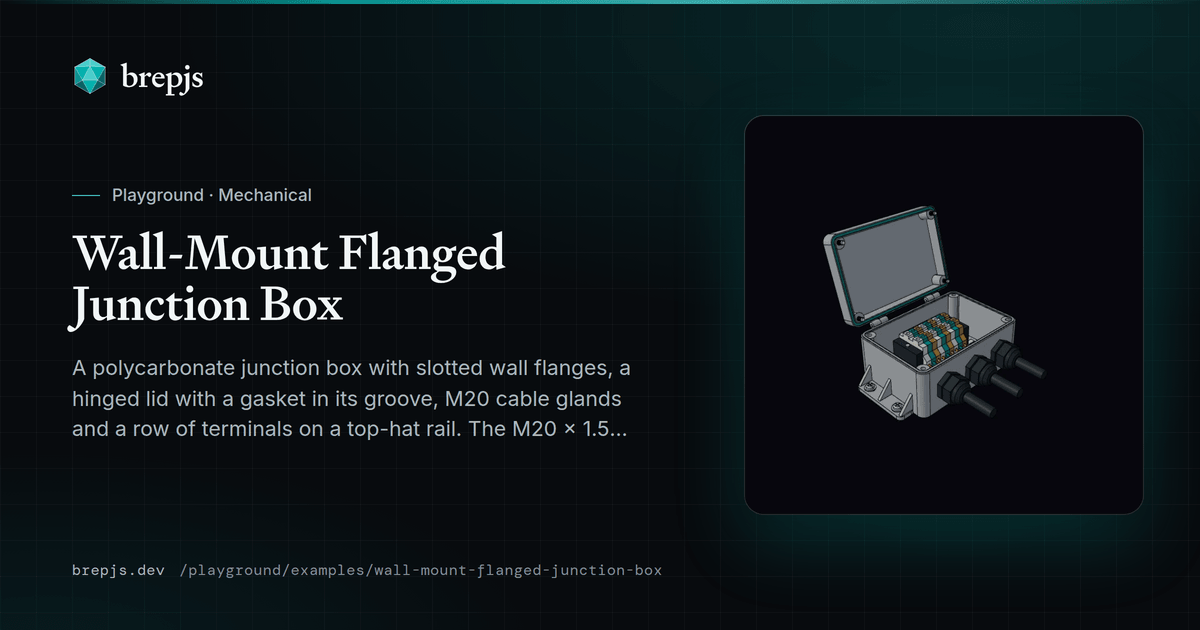 brepjs
Playground · Mechanical
Wall-Mount Flanged
Junction Box
A polycarbonate junction box with slotted wall flanges, a
hinged lid with a gasket in its groove, M20 cable glands
and a row of terminals on a top-hat rail. The M20 × 1.5...
brepjs.dev /playground/examples/wall-mount-flanged-junction-box